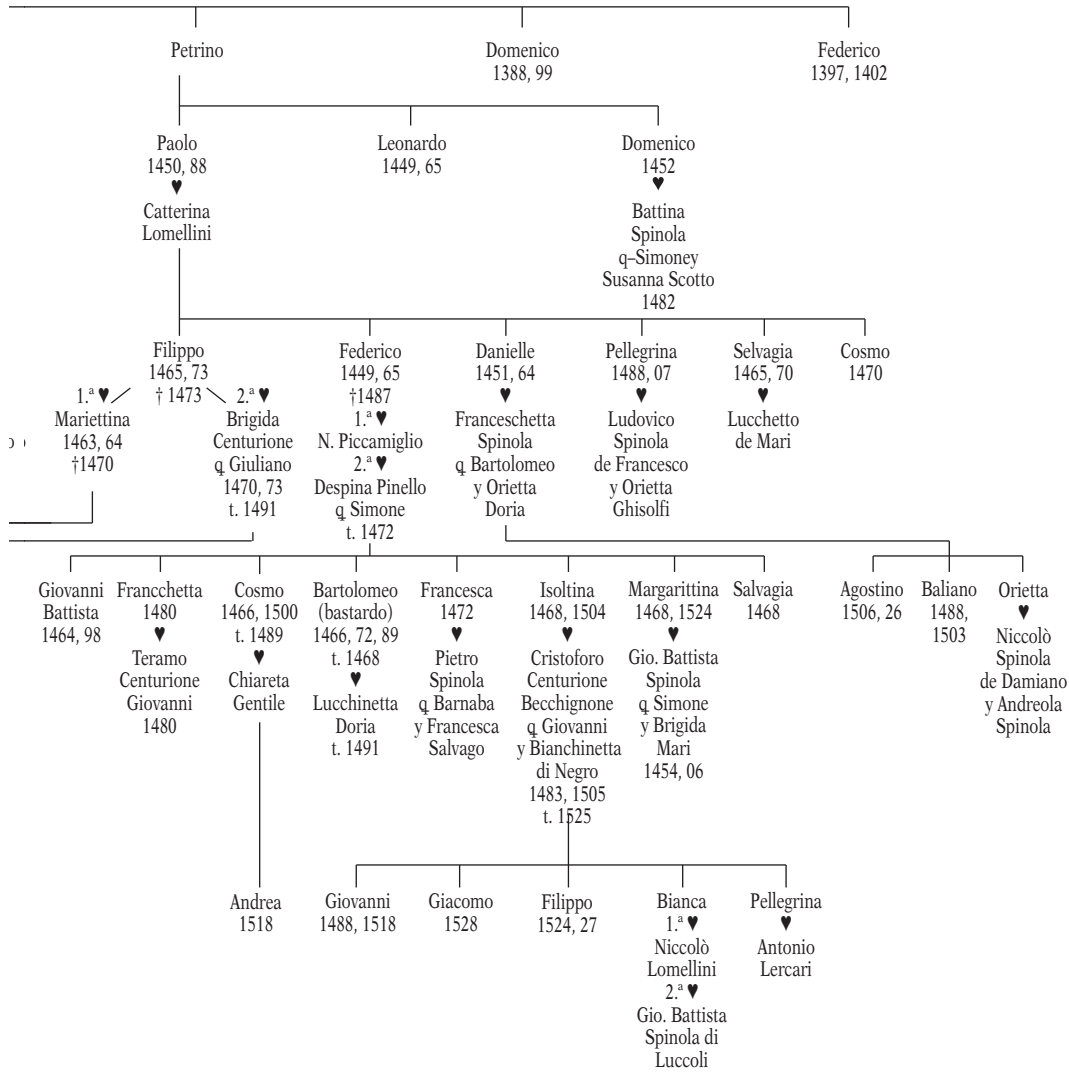 Petrino
Domenico
1388, 99
Federico
1397, 1402
Paolo
1450, 88
♥
Catterina
Lomellini
Leonardo
1449, 65
Domenico
1452
♥
Battina
Spinola
q–Simoney
Susanna Scotto
1482
Filippo
1465, 73
† 1473
1.ª ♥
Mariettina
1463, 64
†1470
2.ª ♥
Brigida
Centurione
q Giuliano
1470, 73
t. 1491
Federico
1449, 65
†1487
1.ª ♥
N. Piccamiglio
2.ª ♥
Despina Pinello
q Simone
t. 1472
Danielle
1451, 64
♥
Franceschetta
Spinola
q Bartolomeo
y Orietta
Doria
Pellegrina
1488, 07
♥
Ludovico
Spinola
de Francesco
y Orietta
Ghisolfi
Selvagia
1465, 70
♥
Lucchetto
de Mari
Cosmo
1470
Giovanni
Battista
1464, 98
Francchetta
1480
♥
Teramo
Centurione
Giovanni
1480
Cosmo
1466, 1500
t. 1489
♥
Chiareta
Gentile
Bartolomeo
(bastardo)
1466, 72, 89
t. 1468
♥
Lucchinetta
Doria
t. 1491
Francesca
1472
♥
Pietro
Spinola
q Barnaba
y Francesca
Salvago
Isoltina
1468, 1504
♥
Cristoforo
Centurione
Becchignone
q Giovanni
y Bianchinetta
di Negro
1483, 1505
t. 1525
Margarittina
1468, 1524
♥
Gio. Battista
Spinola
q Simone
y Brigida
Mari
1454, 06
Salvagia
1468
Agostino
1506, 26
Baliano
1488,
1503
Orietta
♥
Niccolò
Spinola
de Damiano
y Andreola
Spinola
Andrea
1518
Giovanni
1488, 1518
Giacomo
1528
Filippo
1524, 27
Bianca
1.ª ♥
Niccolò
Lomellini
2.ª ♥
Gio. Battista
Spinola di
Luccoli
Pellegrina
♥
Antonio
Lercari